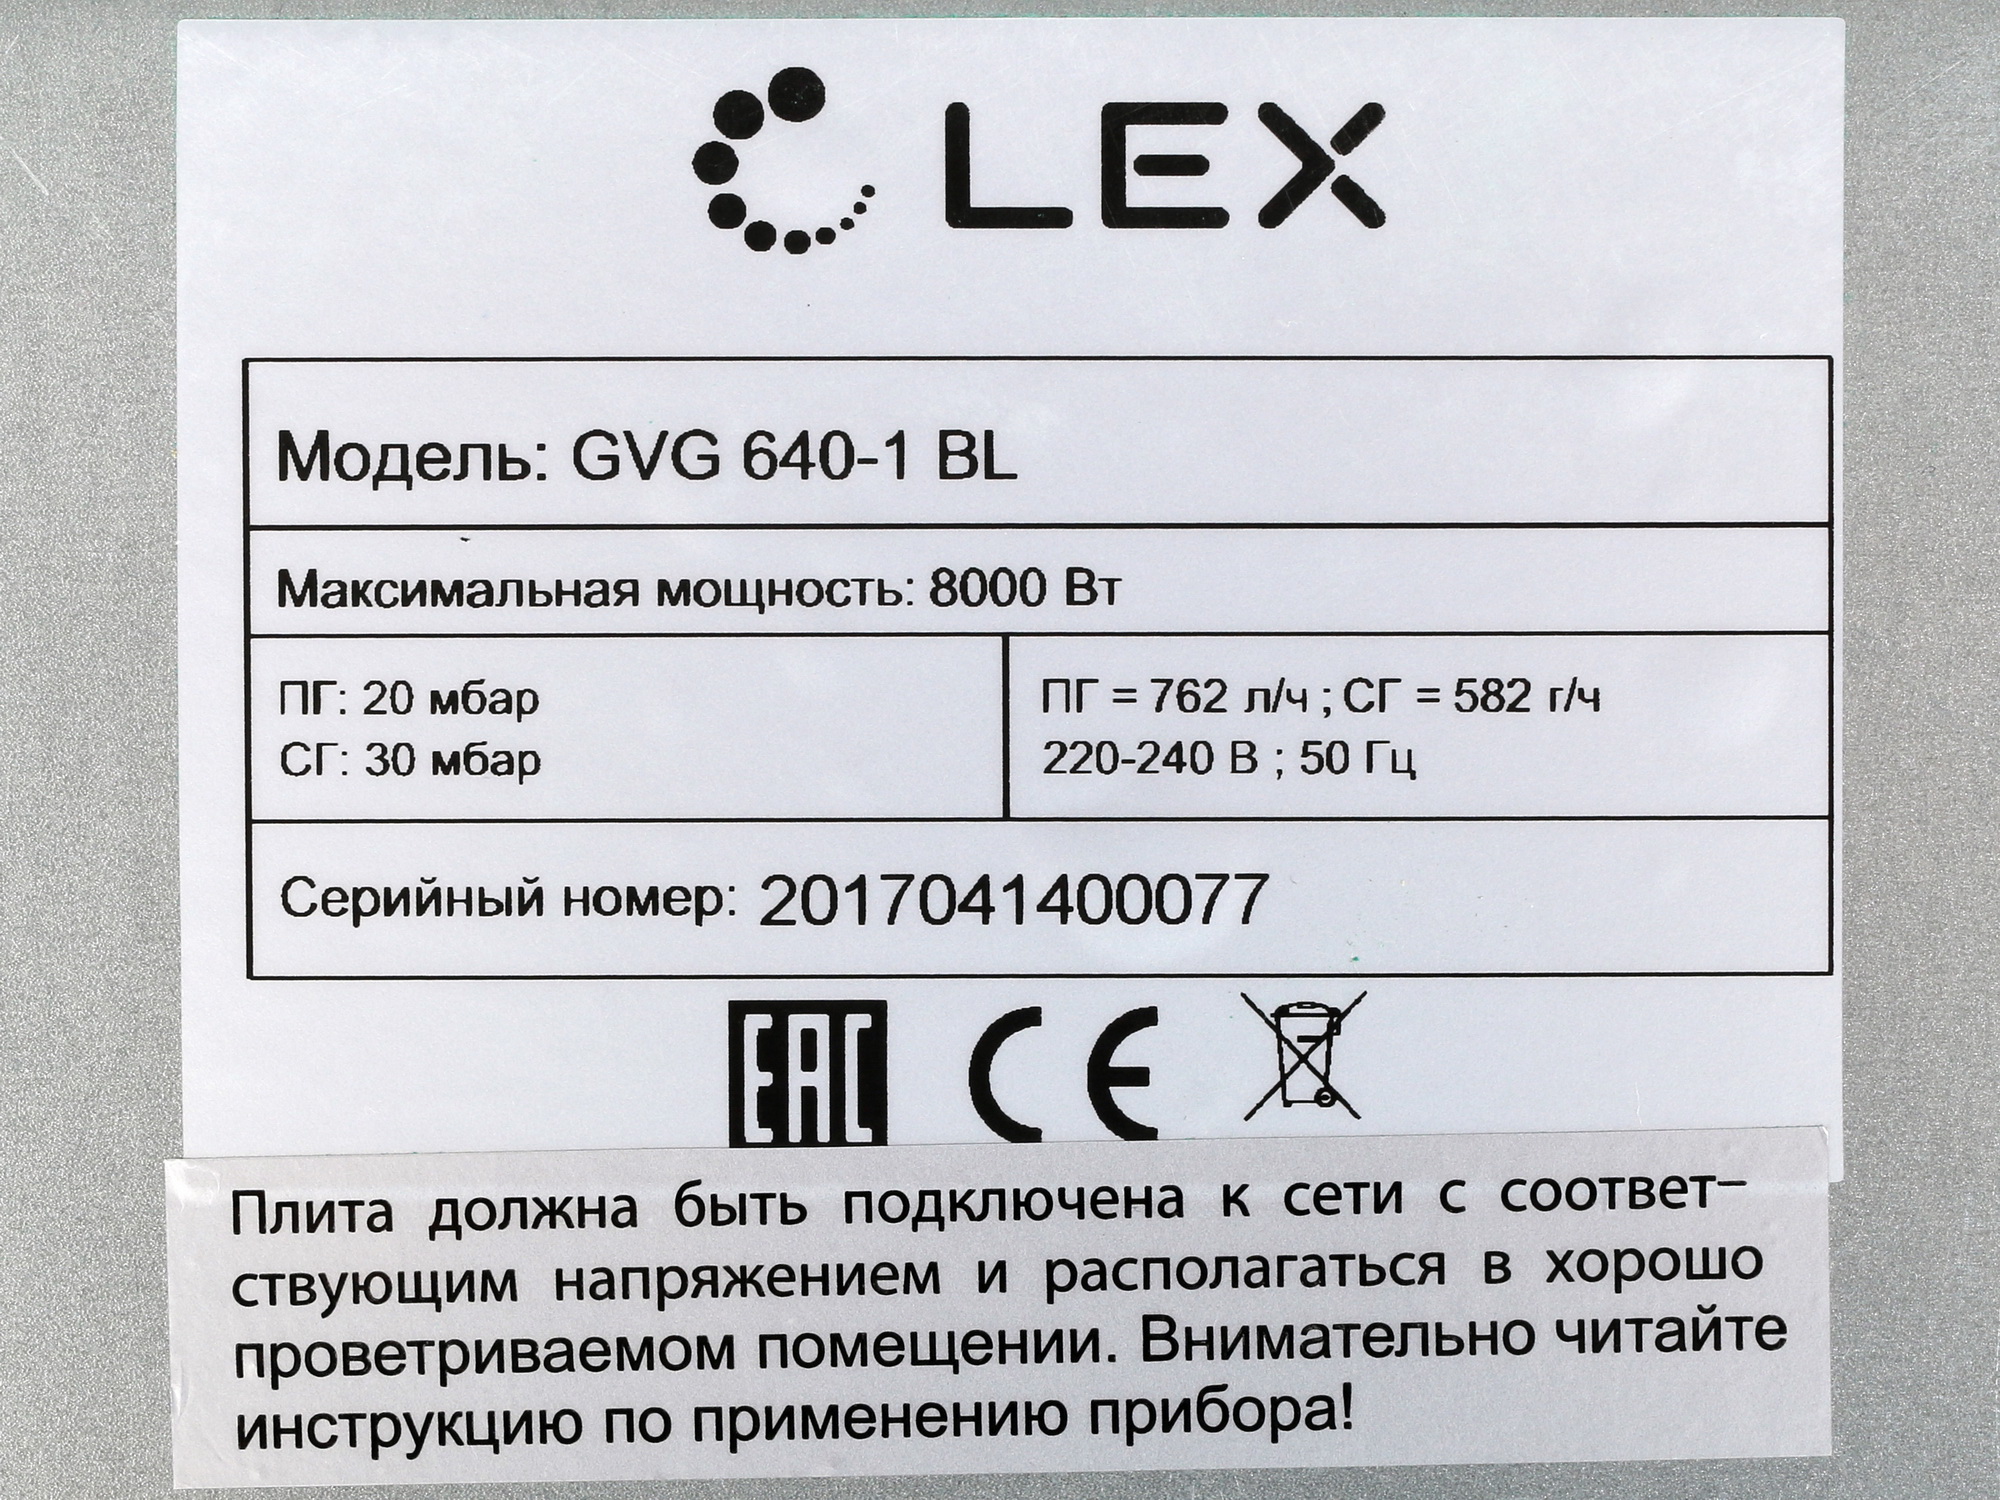 LEX
Модель: GVG 640-1 BL
Максимальная мощность: 8000 Вт
ПГ: 20 мбар
СГ: 30 мбар
ПГ = 762 л/ч ; СГ = 582 г/ч
220-240 В ; 50 Гц
Серийный номер: 2017041400077
EAC CE
Плита должна быть подключена к сети с соответ-
ствующим напряжением и располагаться в хорошо
проветриваемом помещении. Внимательно читайте
инструкцию по применению прибора!